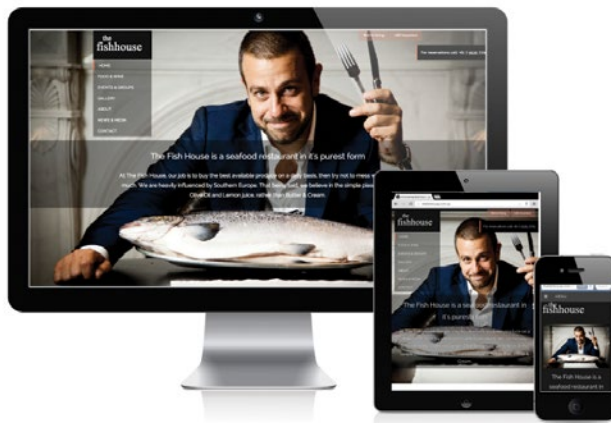 the
fishhouse
HOME
FOOD & WINE
EVENTS & GROUPS
GALLERY
ABOUT
NEWS & MEDIA
CONTACT
The Fish House is a seafood restaurant in it's purest form
At The Fish House, our job is to buy the best available produce on a daily basis, then try not to mess
much. We are heavily influenced by Southern Europe. That being said, we believe in the simple
Olive Oil and Lemon juice, rather than Butter & Cream.
the
fishhouse
HOME
The Fish House is a seafood restaurant in
it's purest form
MENU
the
fishhouse
The Fish House is a
seafood restaurant in